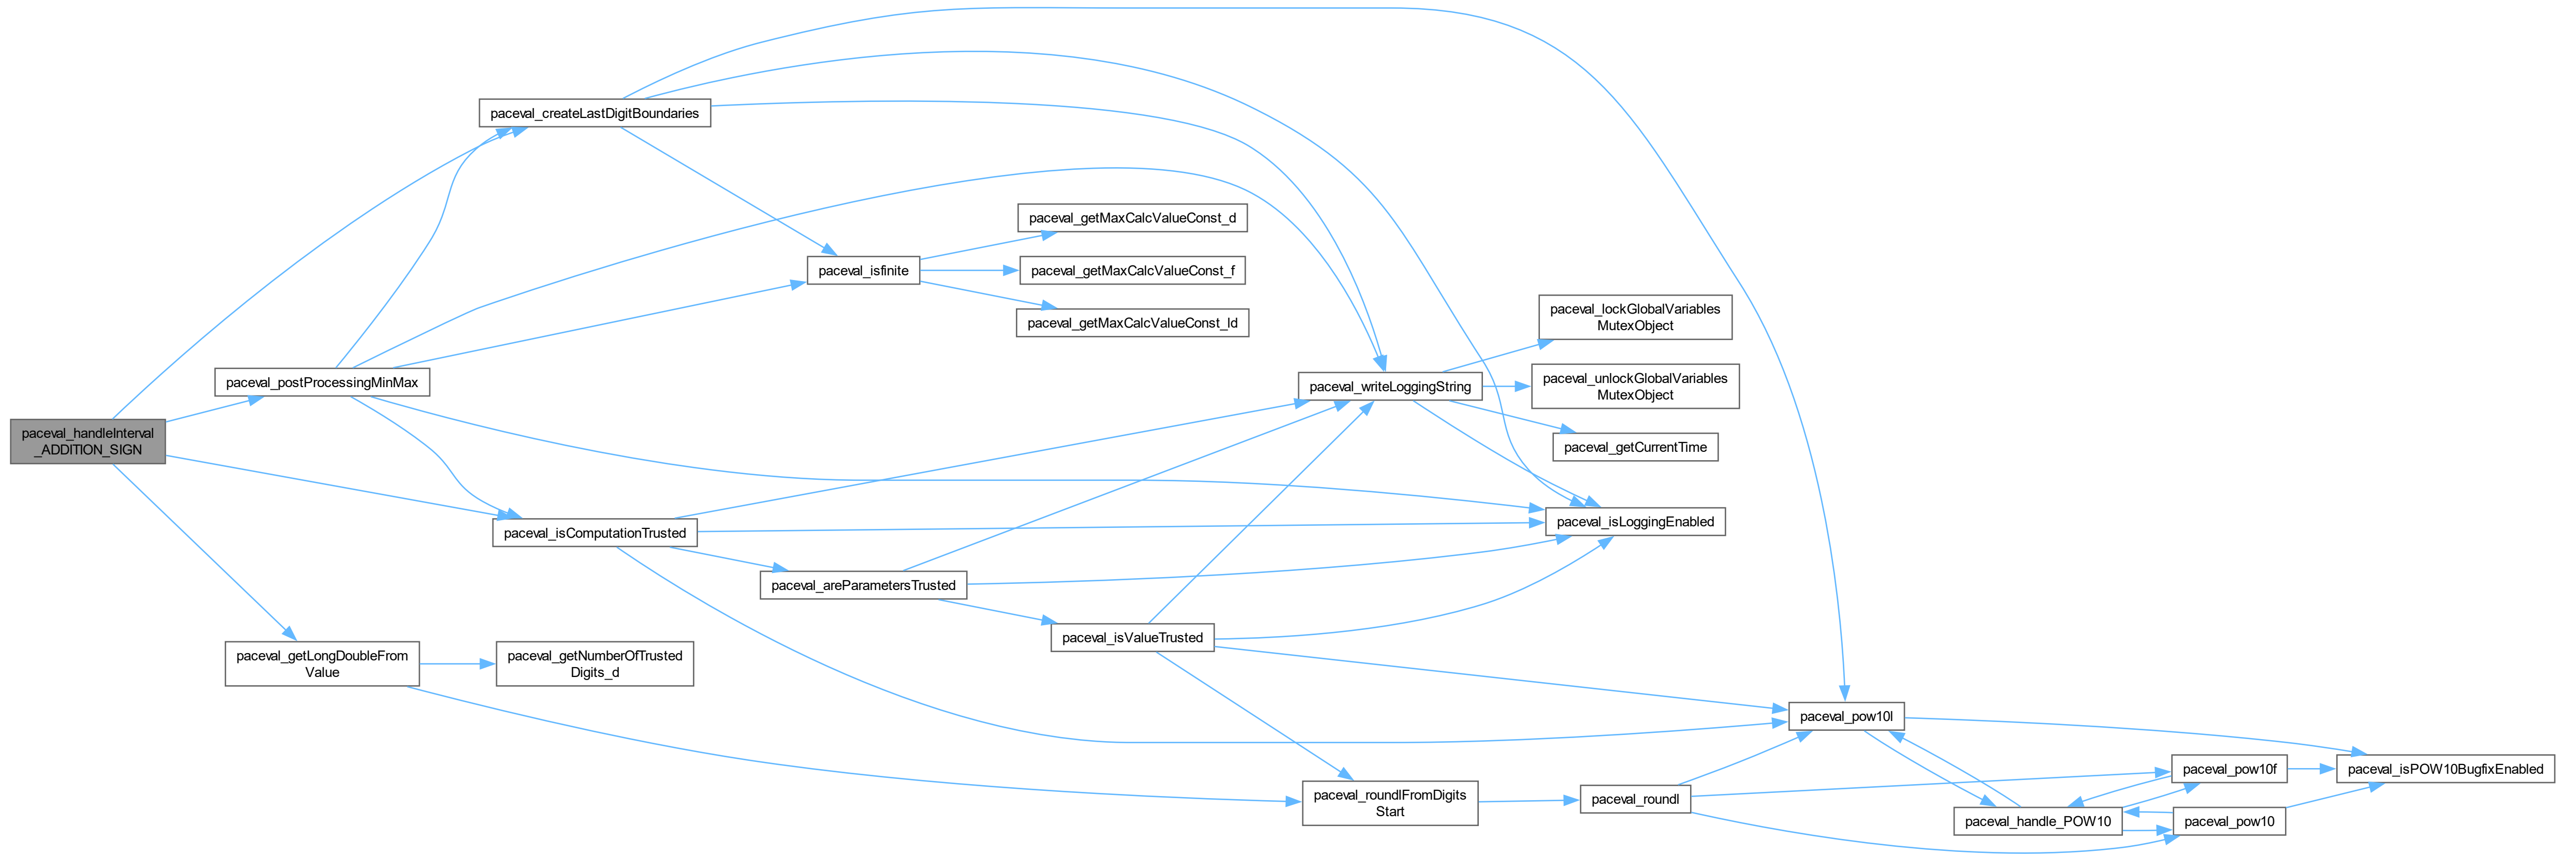 paceval_handleInterval
_ADDITION_SIGN
paceval_postProcessingMinMax
paceval_createLastDigitBoundaries
paceval_isComputationTrusted
paceval_getLongDoubleFrom
Value
paceval_getNumberOfTrusted
Digits_d
paceval_isfinite
paceval_areParametersTrusted
paceval_getMaxCalcValueConst_d
paceval_getMaxCalcValueConst_f
paceval_getMaxCalcValueConst_ld
paceval_isValueTrusted
paceval_writeLoggingString
paceval_roundlFromDigits
Start
paceval_lockGlobalVariables
MutexObject
paceval_unlockGlobalVariables
MutexObject
paceval_getCurrentTime
paceval_isLoggingEnabled
paceval_roundl
paceval_pow10l
paceval_handle_POW10
paceval_pow10f
paceval_pow10
paceval_isPOW10BugfixEnabled